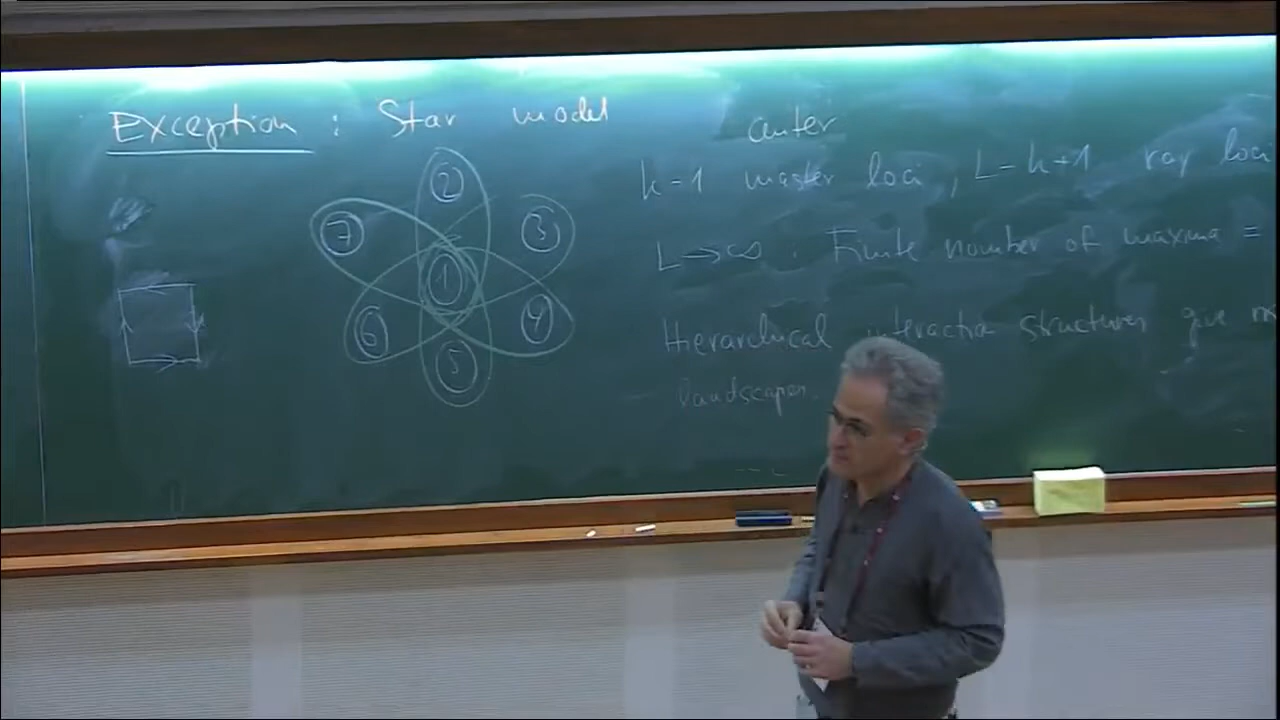 Exception : Star model
2
7
3
1
6
4
5
center
k-1 master loci, L-k+1 ray loci
L→∞ : Finite number of maxima =
Hierarchical interaction structures give
landscapes.